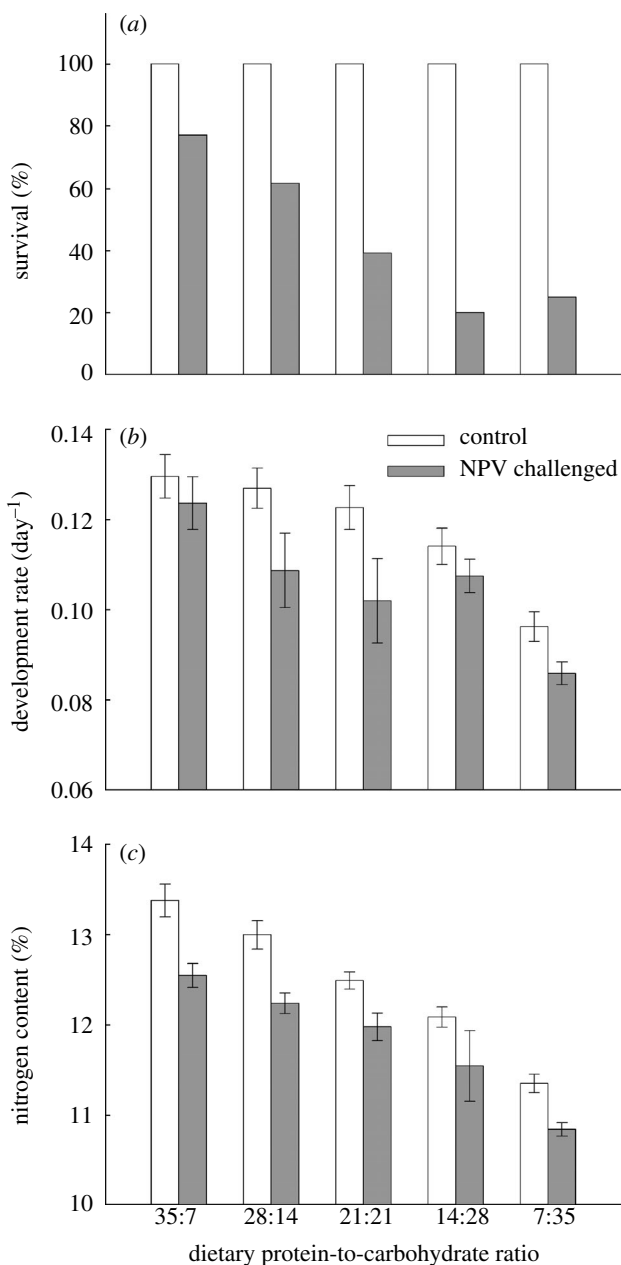 (a)
100
80
60
40
20
0
survival (%)
(b)
control
NPV challenged
0.14
0.12
0.10
0.08
0.06
development rate (day⁻¹)
(c)
14
13
12
11
10
nitrogen content (%)
35:7 28:14 21:21 14:28 7:35
dietary protein-to-carbohydrate ratio